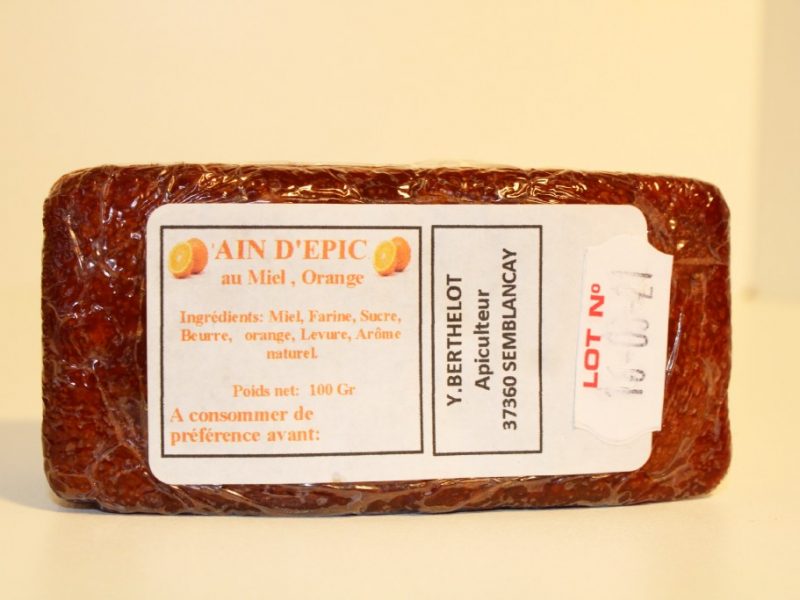 'AIN D'EPIC
au Miel , Orange
Ingrédients: Miel, Farine, Sucre,
Beurre, orange, Levure, Arôme
naturel.
Poids net: 100 Gr
A consommer de
préférence avant:
Y.BERTHELOT
Apiculteur
37360 SEMBLANCAY
LOT Nº